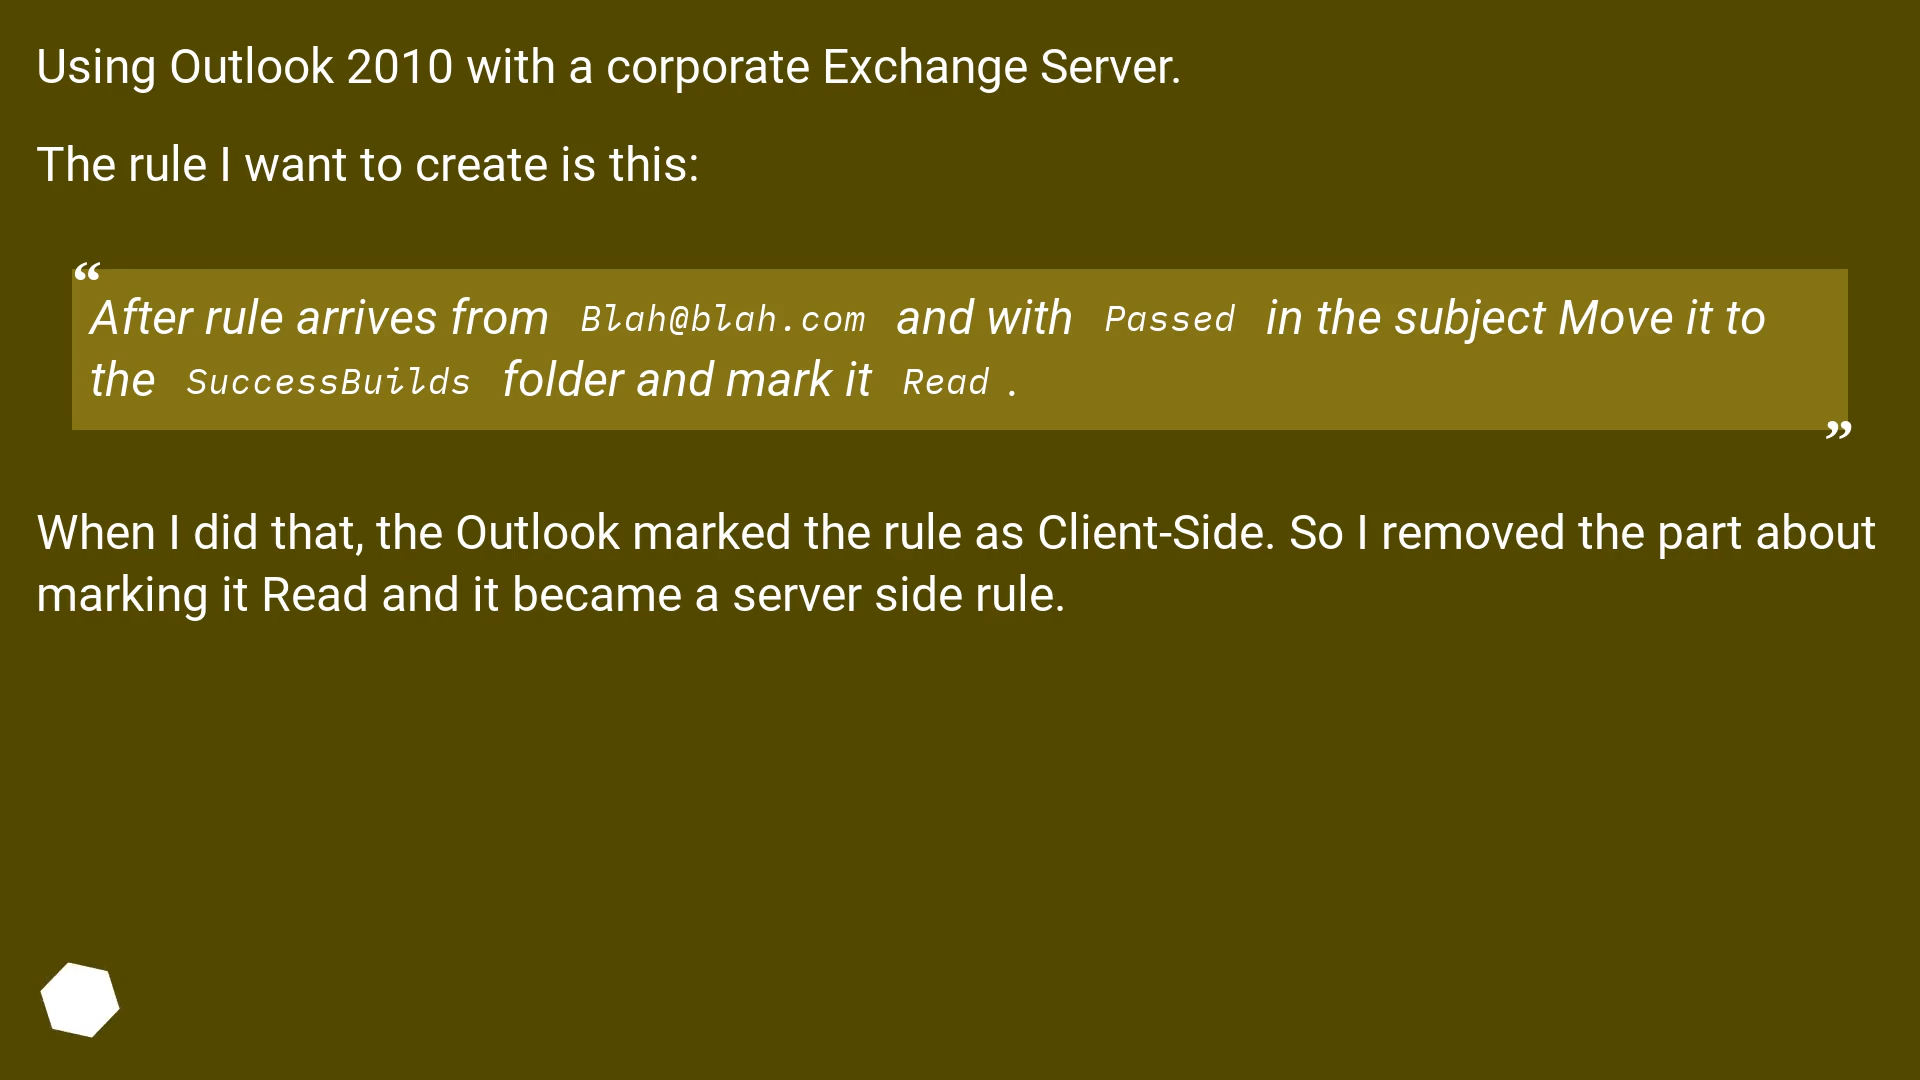 Using Outlook 2010 with a corporate Exchange Server.
The rule I want to create is this:
“
After rule arrives from Blah@blah.com and with Passed in the subject Move it to
the SuccessBuilds folder and mark it Read .
”
When I did that, the Outlook marked the rule as Client-Side. So I removed the part about
marking it Read and it became a server side rule.